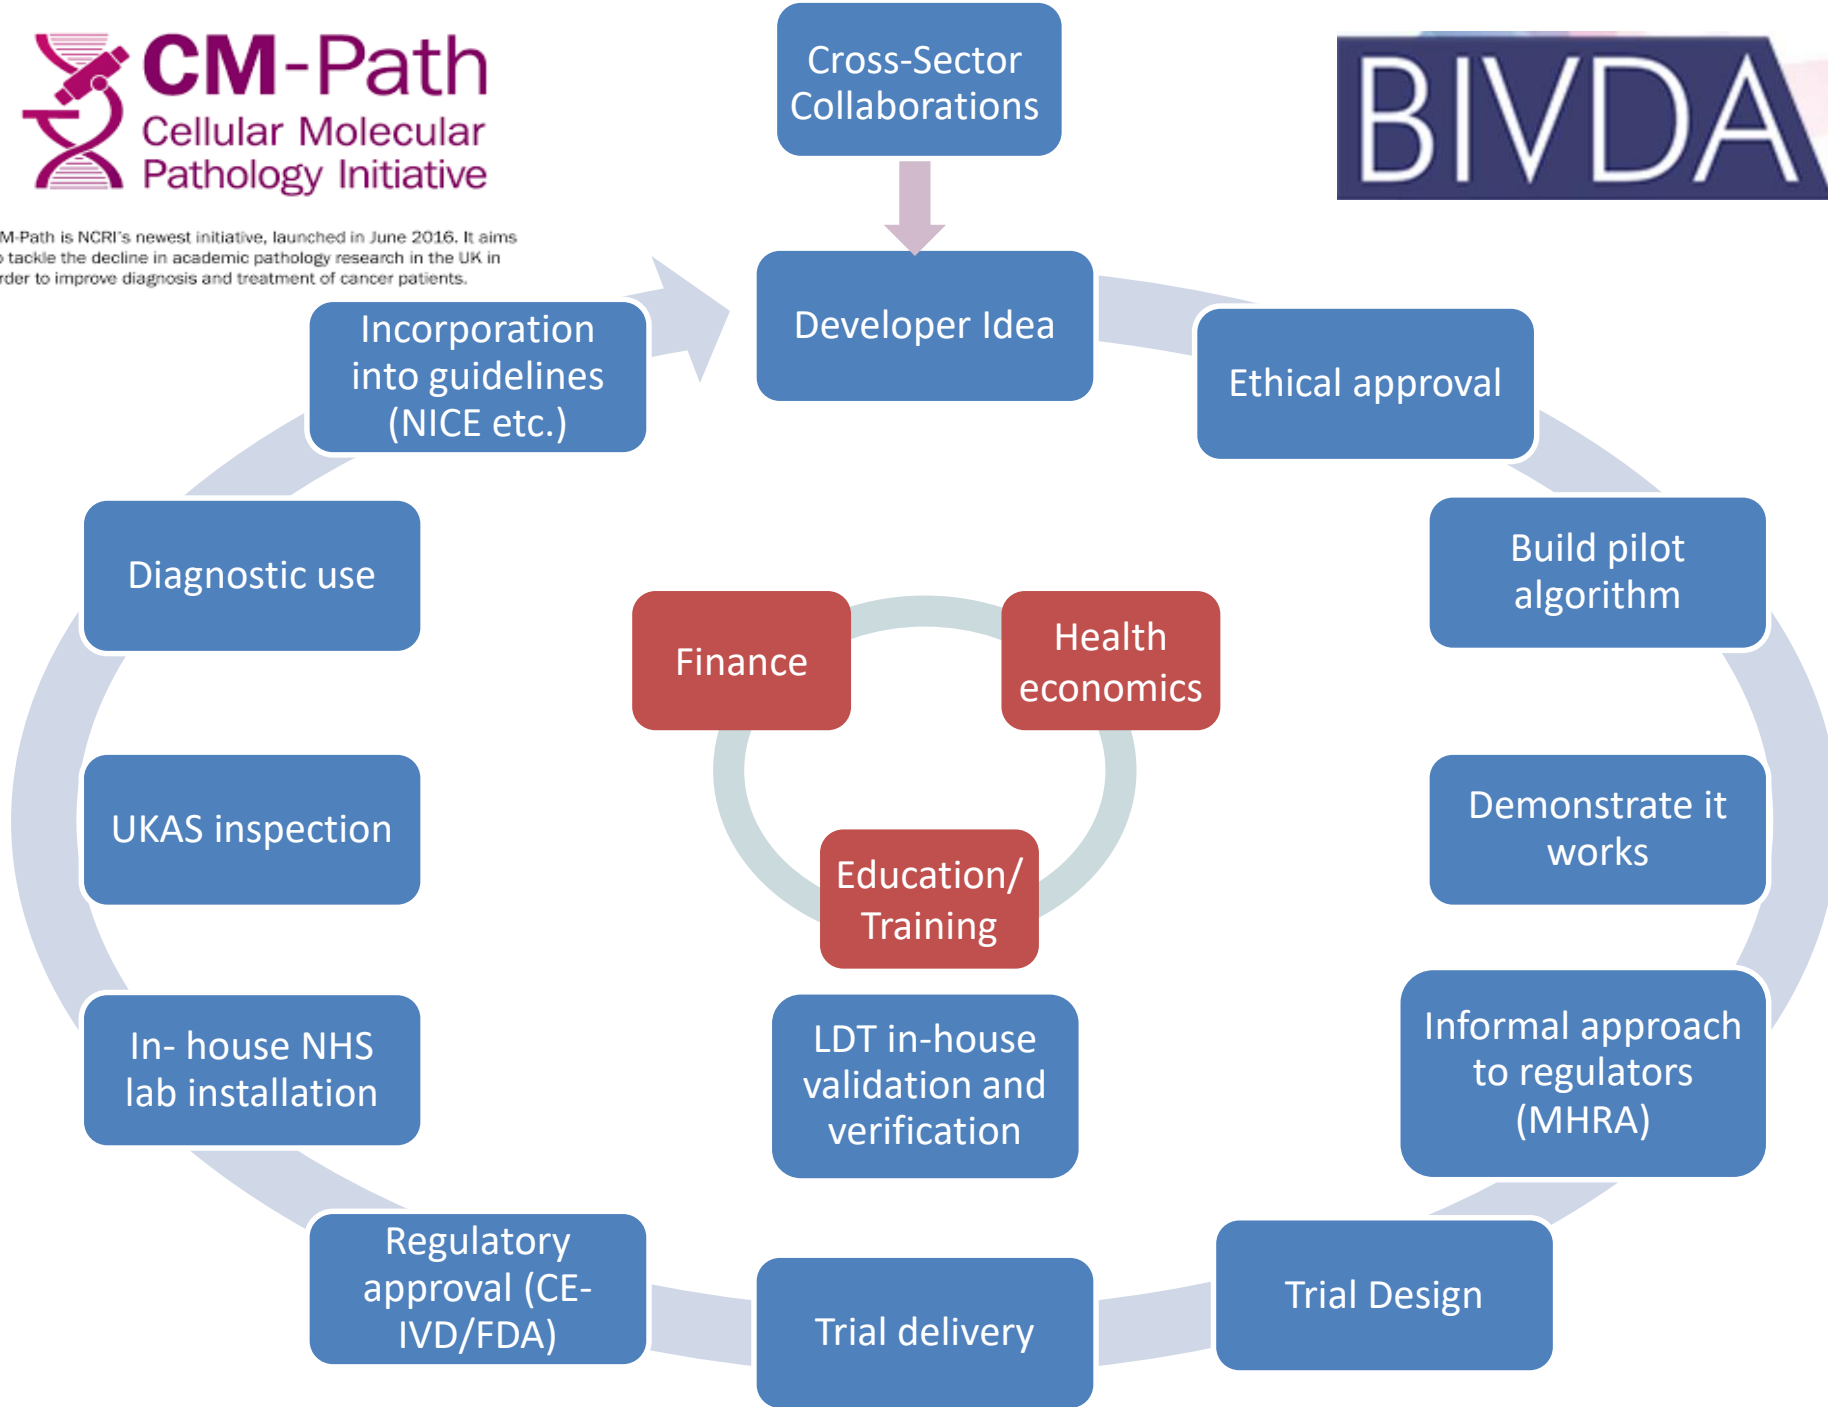 CM-Path
Cellular Molecular
Pathology Initiative
M-Path is NCRI's newest initiative, launched in June 2016. It aims
o tackle the decline in academic pathology research in the UK in
rder to improve diagnosis and treatment of cancer patients.
BIVDA
Cross-Sector
Collaborations
Developer Idea
Ethical approval
Build pilot
algorithm
Demonstrate it
works
Informal approach
to regulators
(MHRA)
Trial Design
Trial delivery
Regulatory
approval (CE-
IVD/FDA)
In- house NHS
lab installation
UKAS inspection
Diagnostic use
Incorporation
into guidelines
(NICE etc.)
Finance
Health
economics
Education/
Training
LDT in-house
validation and
verification